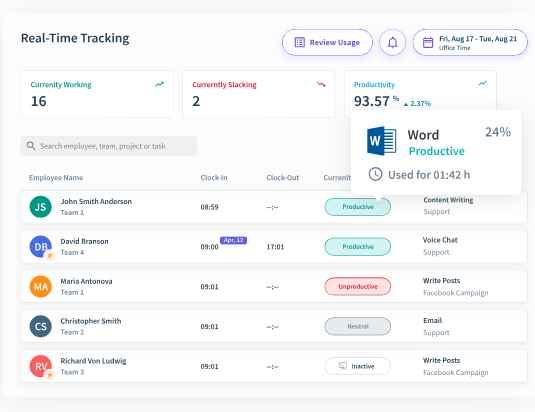 Real-Time Tracking
Review Usage
Fri, Aug 17 - Tue, Aug 21
Office Time
Currenlty Working
16
Currerntly Slacking
2
Productivity
93.57 % ▲ 2.37%
W
Word
24%
Productive
Used for 01:42 h
Search employee, team, project or task
Employee Name
Clock-In
Clock-Out
JS
John Smith Anderson
Team 1
08:59
--:--
Productive
Content Writing
Support
DB
David Branson
Team 4
09:00
Apr, 12
17:01
Productive
Voice Chat
Support
MA
Maria Antonova
Team 1
09:01
--:--
Unproductive
Write Posts
Facebook Campaign
CS
Christopher Smith
Team 2
09:01
--:--
Neutral
Email
Support
RV
Richard Von Ludwig
Team 3
09:01
--:--
Inactive
Write Posts
Facebook Campaign